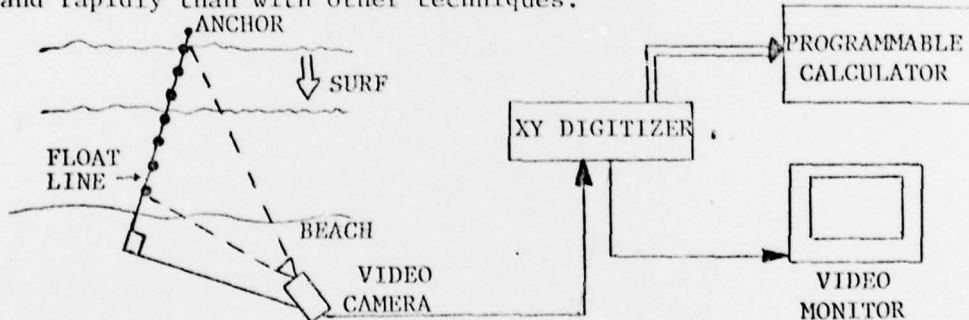 and rapidly than with other techniques.
ANCHOR
SURF
FLOAT
LINE
BEACH
VIDEO
CAMERA
XY DIGITIZER
PROGRAMMABLE
CALCULATOR
VIDEO
MONITOR